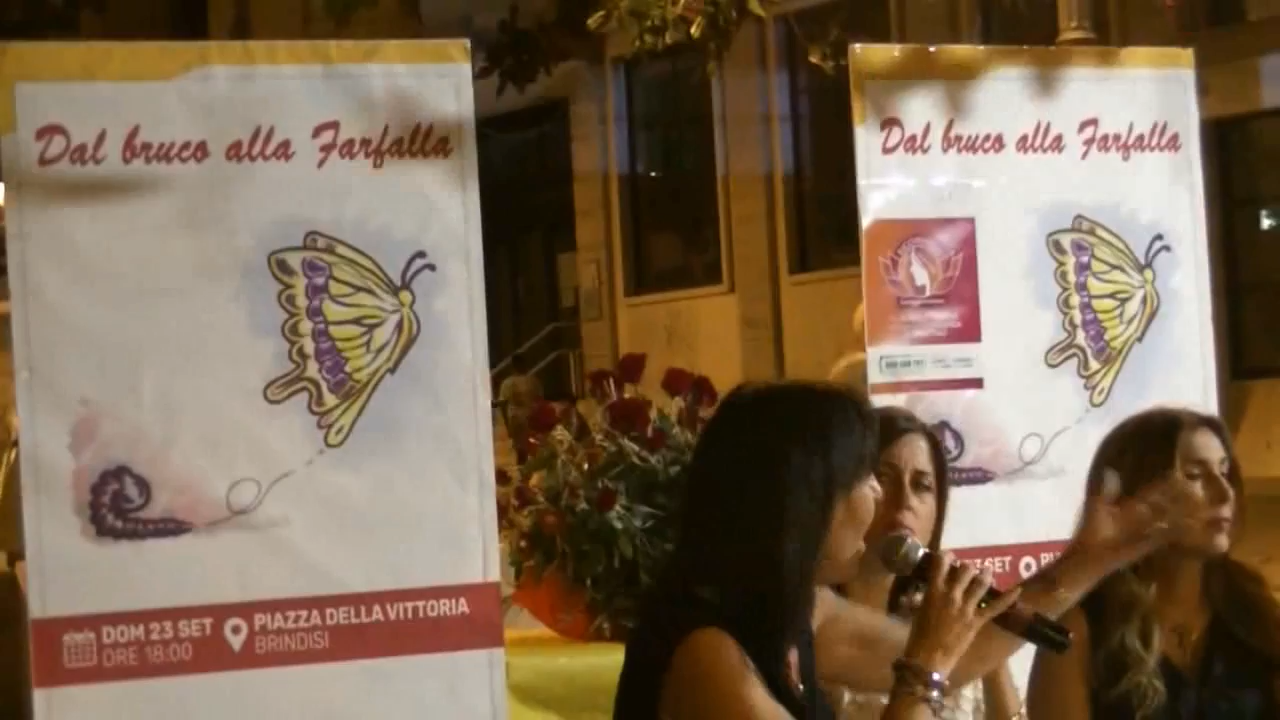 Dal bruco alla Farfalla
DOM 23 SET
ORE 18:00
PIAZZA DELLA VITTORIA
BRINDISI
Dal bruco alla Farfalla
SET